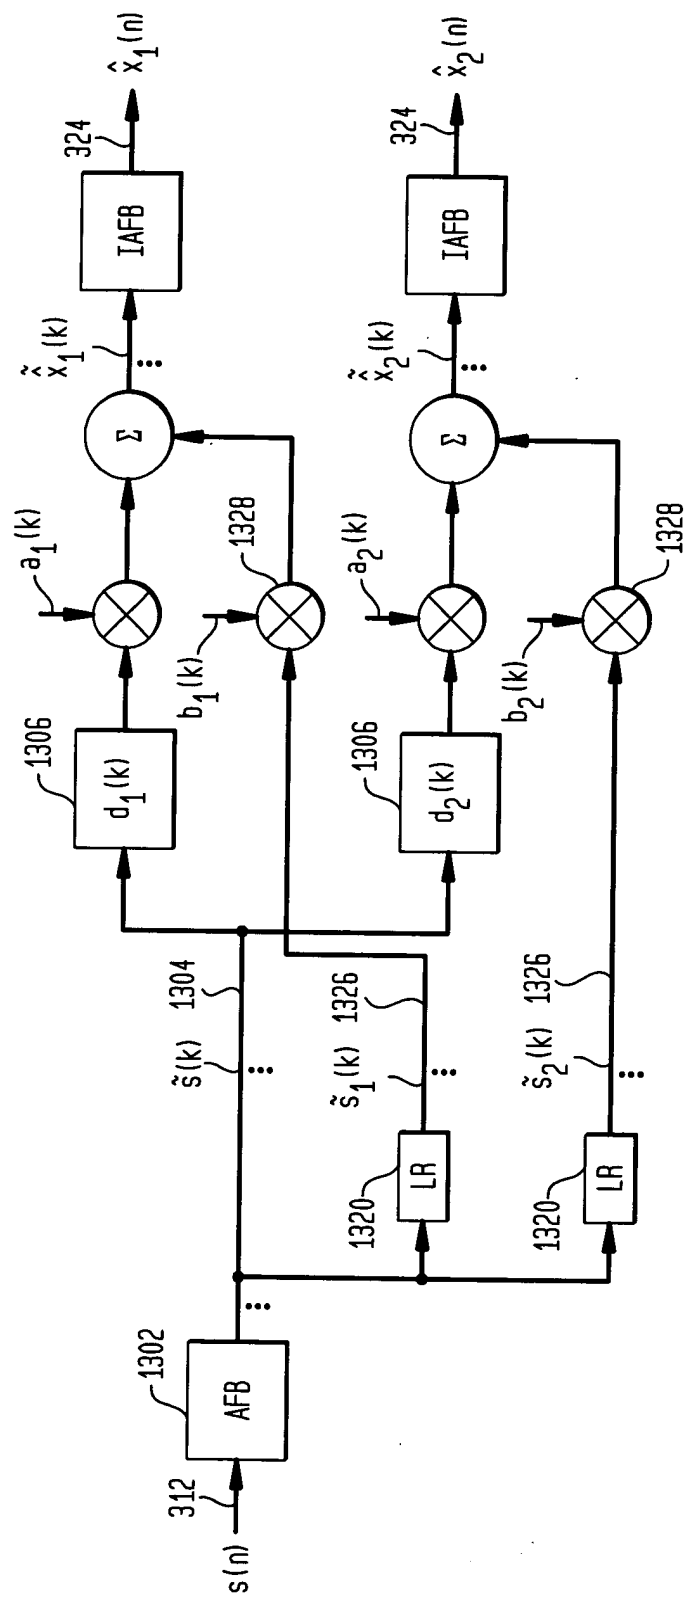 s(n)
312
AFB
1302
...
s̃(k)
1304
...
1306
d₁(k)
a₁(k)
Σ
x̃̂₁(k)
...
IAFB
324
x̂₁(n)
1320
LR
s̃₁(k)
1326
...
b₁(k)
1328
1306
d₂(k)
a₂(k)
Σ
x̃̂₂(k)
...
IAFB
324
x̂₂(n)
1320
LR
s̃₂(k)
1326
...
b₂(k)
1328